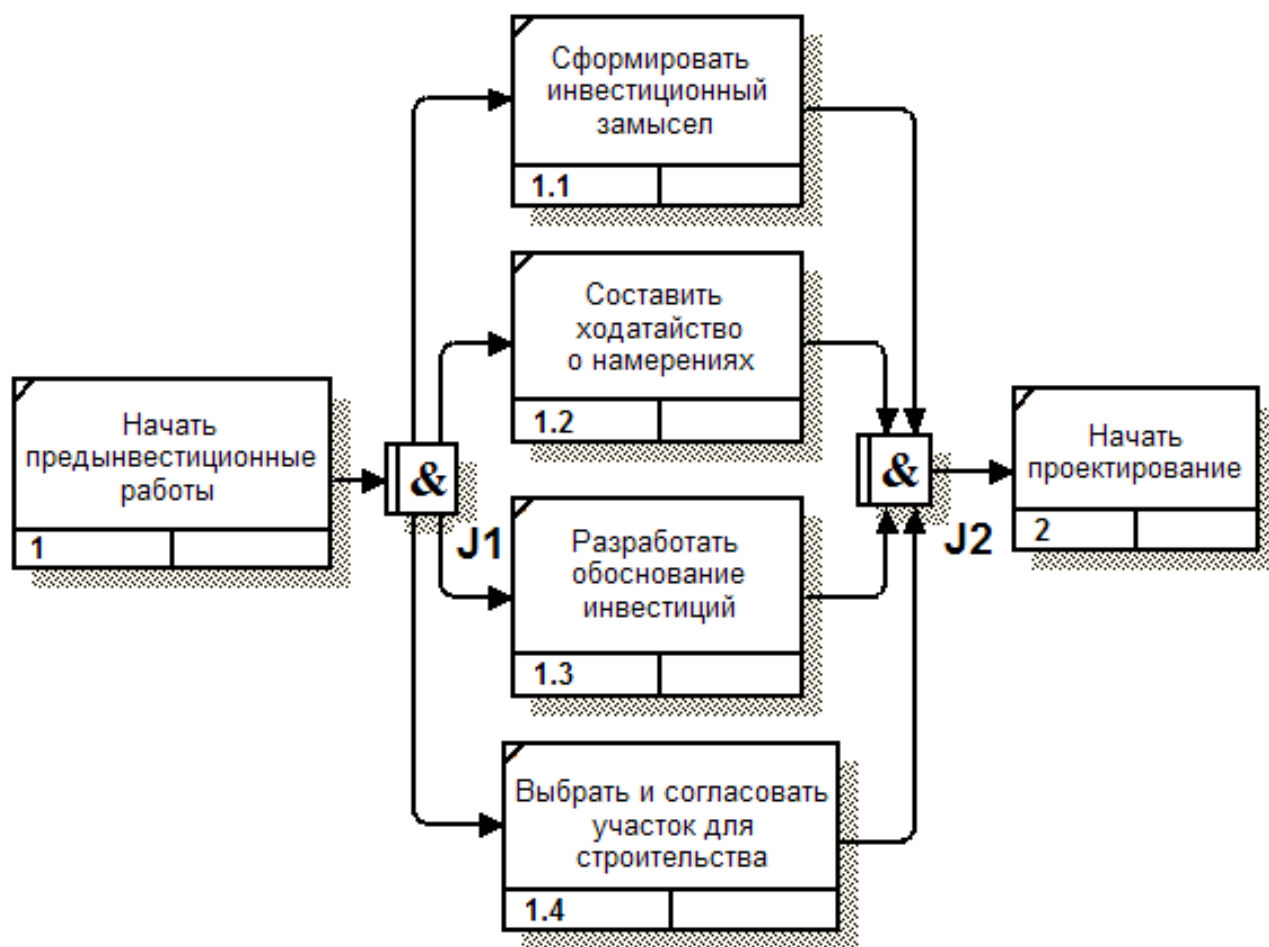 Сформировать
инвестиционный
замысел
1.1
Составить
ходатайство
о намерениях
1.2
Начать
предынвестиционные
работы
1
&
J1
Разработать
обоснование
инвестиций
1.3
Выбрать и согласовать
участок для
строительства
1.4
&
J2
Начать
проектирование
2